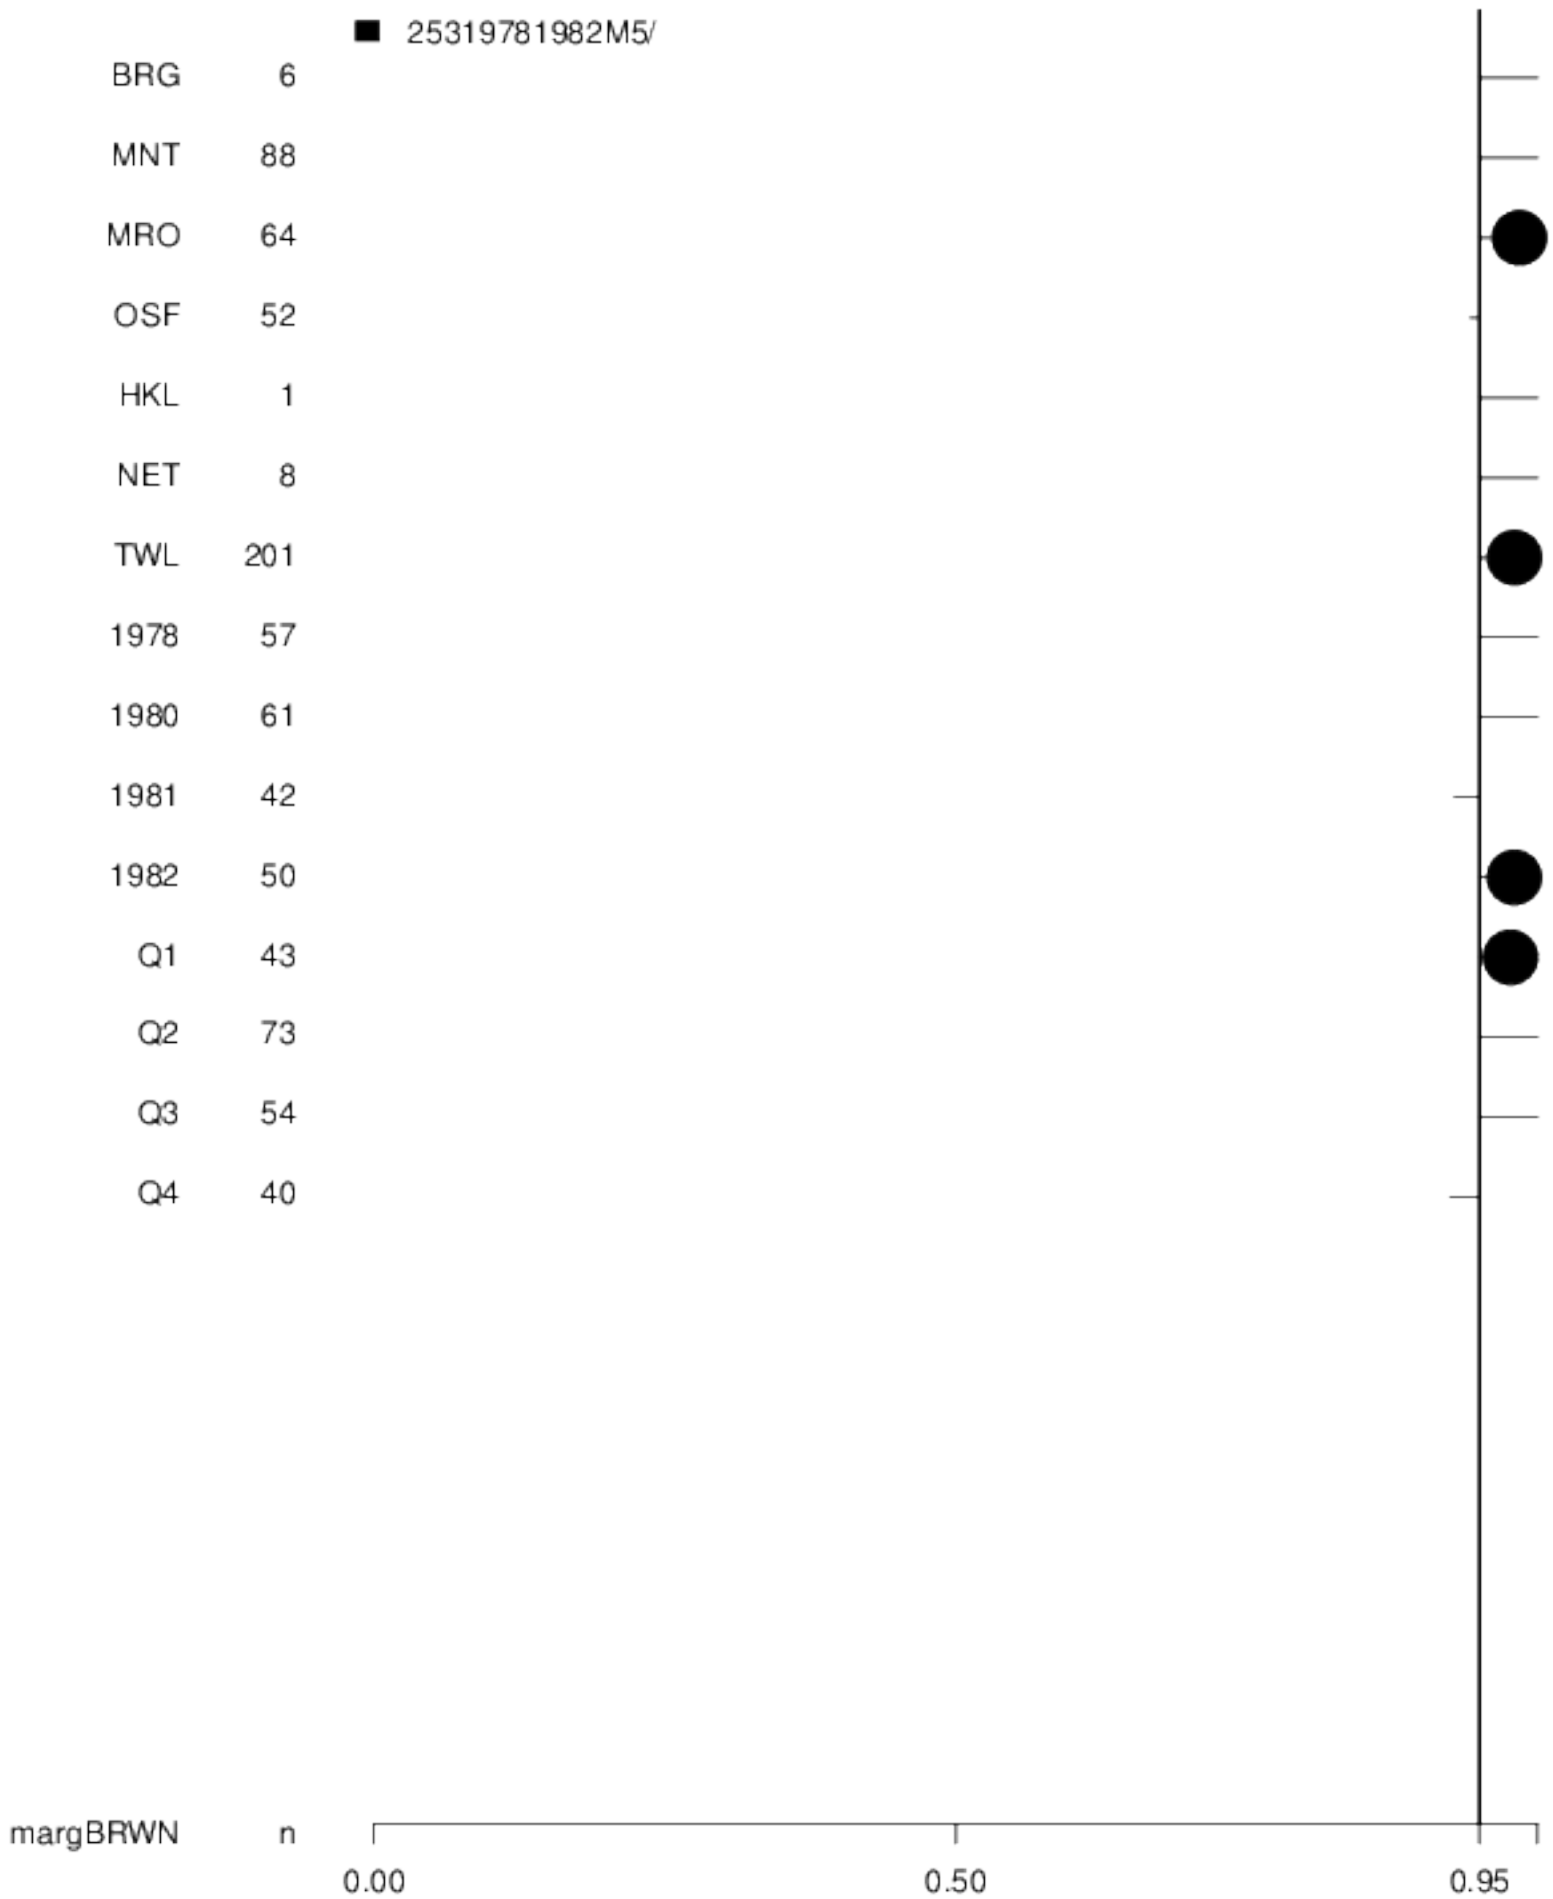 25319781982M5/
BRG 6
MNT 88
MRO 64
OSF 52
HKL 1
NET 8
TWL 201
1978 57
1980 61
1981 42
1982 50
Q1 43
Q2 73
Q3 54
Q4 40
margBRWN n
0.00 0.50 0.95